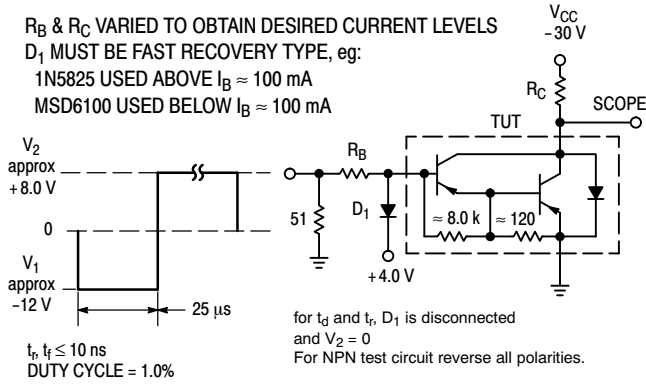 R_B & R_C VARIED TO OBTAIN DESIRED CURRENT LEVELS
D_1 MUST BE FAST RECOVERY TYPE, eg:
1N5825 USED ABOVE I_B ≈ 100 mA
MSD6100 USED BELOW I_B ≈ 100 mA
V_CC
-30 V
R_C
SCOPE
TUT
V_2
approx
+8.0 V
0
V_1
approx
-12 V
25 μs
t_r, t_f ≤ 10 ns
DUTY CYCLE = 1.0%
51
R_B
D_1
+4.0 V
≈ 8.0 k
≈ 120
for t_d and t_r, D_1 is disconnected
and V_2 = 0
For NPN test circuit reverse all polarities.